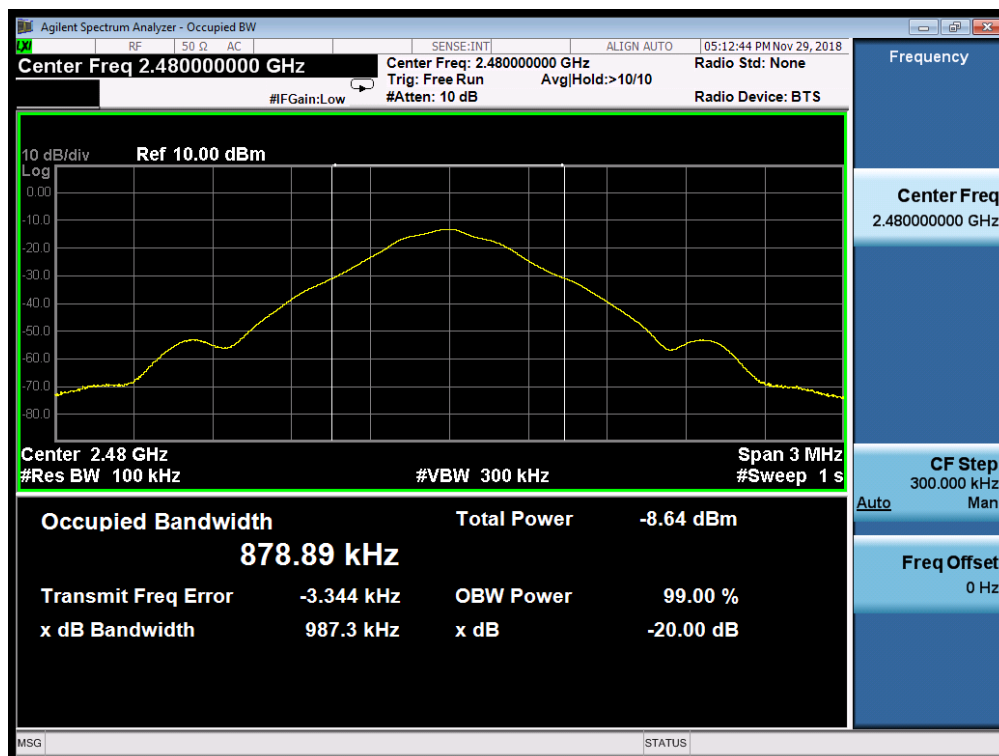 Agilent Spectrum Analyzer - Occupied BW
LXI RF 50 Ω AC SENSE:INT ALIGN AUTO 05:12:44 PM Nov 29, 2018
Center Freq 2.480000000 GHz
#IFGain:Low
Center Freq: 2.480000000 GHz
Trig: Free Run Avg|Hold:>10/10
#Atten: 10 dB
Radio Std: None
Radio Device: BTS
10 dB/div Ref 10.00 dBm
Log
0.00
-10.0
-20.0
-30.0
-40.0
-50.0
-60.0
-70.0
-80.0
Center 2.48 GHz Span 3 MHz
#Res BW 100 kHz #VBW 300 kHz #Sweep 1 s
Occupied Bandwidth Total Power -8.64 dBm
878.89 kHz
Transmit Freq Error -3.344 kHz OBW Power 99.00 %
x dB Bandwidth 987.3 kHz x dB -20.00 dB
MSG STATUS
Frequency
Center Freq
2.480000000 GHz
CF Step
300.000 kHz
Auto Man
Freq Offset
0 Hz